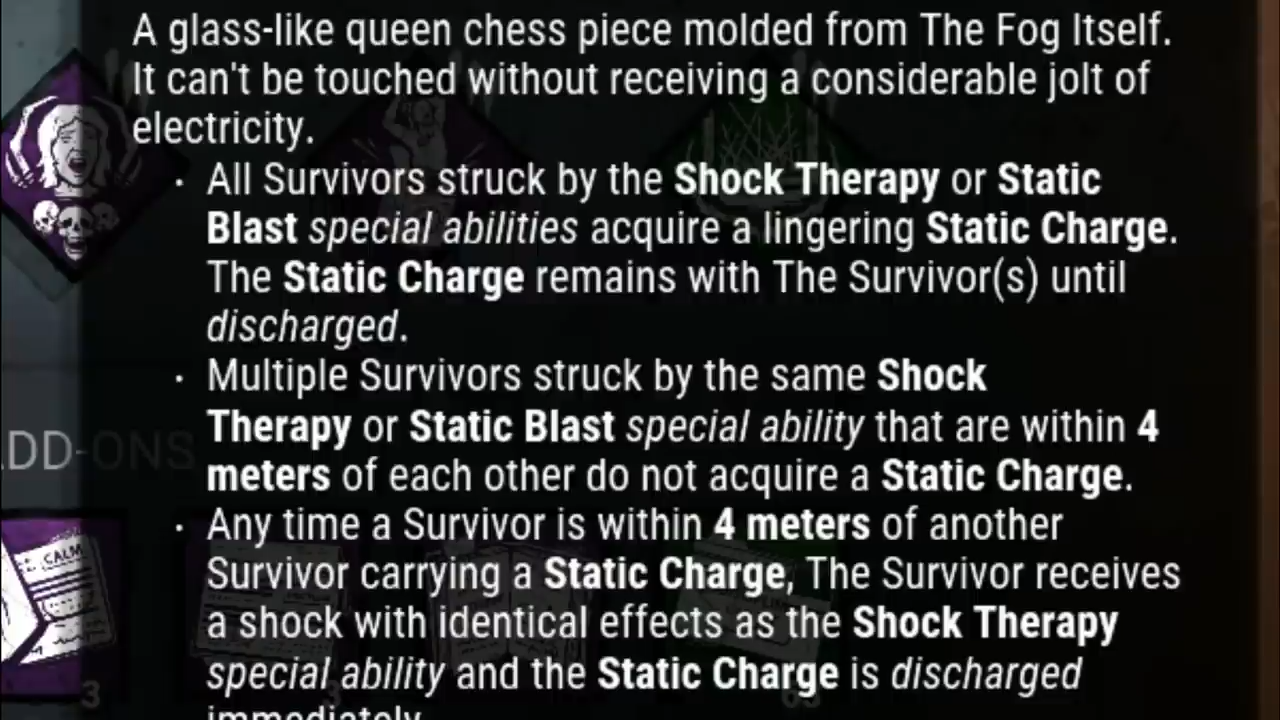 A glass-like queen chess piece molded from The Fog Itself.
It can't be touched without receiving a considerable jolt of
electricity.
· All Survivors struck by the Shock Therapy or Static
Blast special abilities acquire a lingering Static Charge.
The Static Charge remains with The Survivor(s) until
discharged.
· Multiple Survivors struck by the same Shock
Therapy or Static Blast special ability that are within 4
meters of each other do not acquire a Static Charge.
· Any time a Survivor is within 4 meters of another
Survivor carrying a Static Charge, The Survivor receives
a shock with identical effects as the Shock Therapy
special ability and the Static Charge is discharged
immediately.
DD-ONS
CALM
3